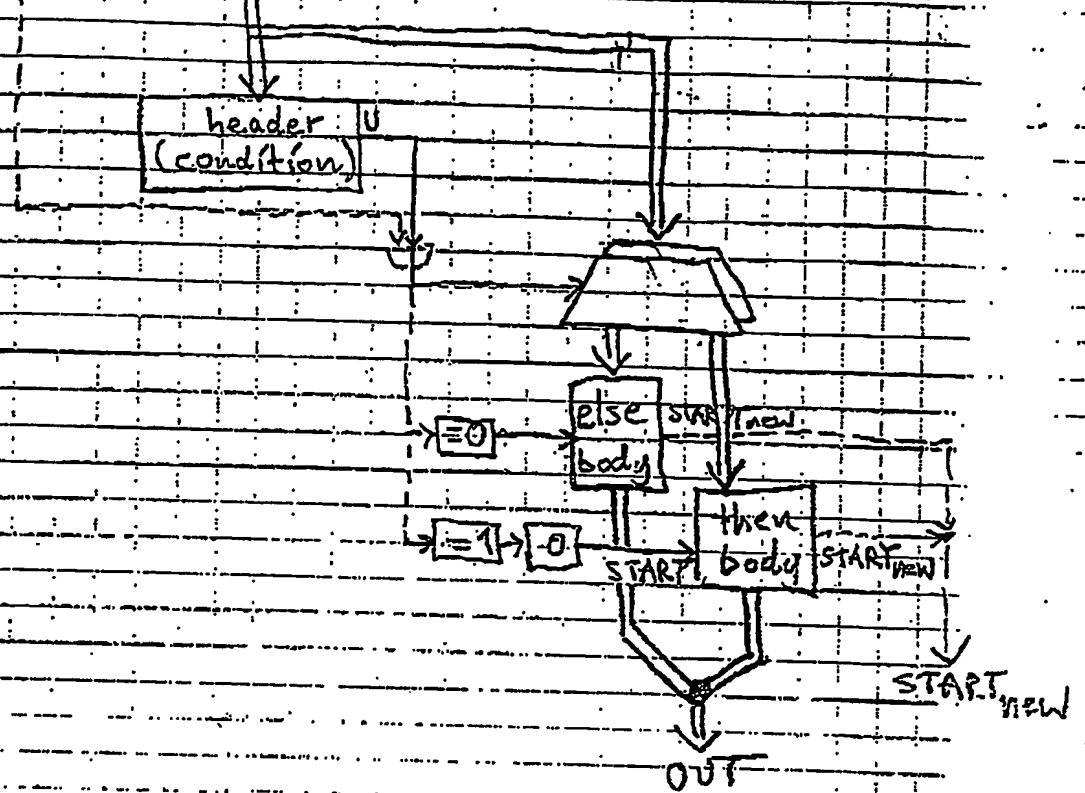 header
U
(condition)
else
body
START new
=0
then
body
=1
-0
START
START new
START new
OUT